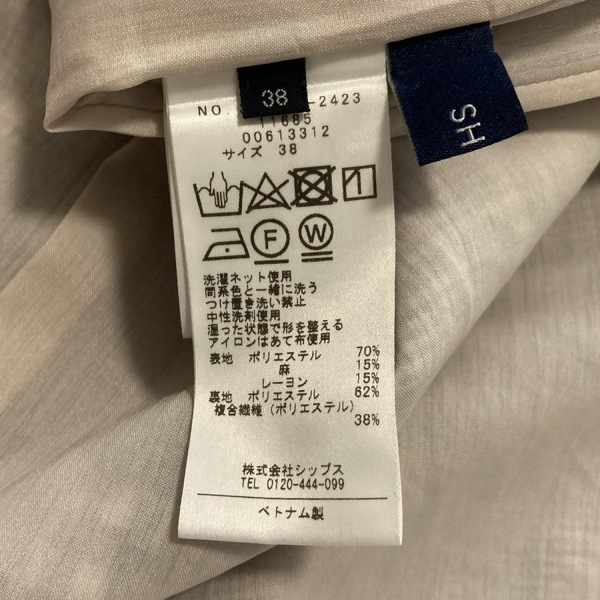 38
SH
NO. -2423
11685
00613312
サイズ 38
F
W
洗濯ネット使用
同系色と一緒に洗う
つけ置き洗い禁止
中性洗剤使用
湿った状態で形を整える
アイロンはあて布使用
表地 ポリエステル 70%
麻 15%
レーヨン 15%
裏地 ポリエステル 62%
複合繊維(ポリエステル)
38%
株式会社シップス
TEL 0120-444-099
ベトナム製